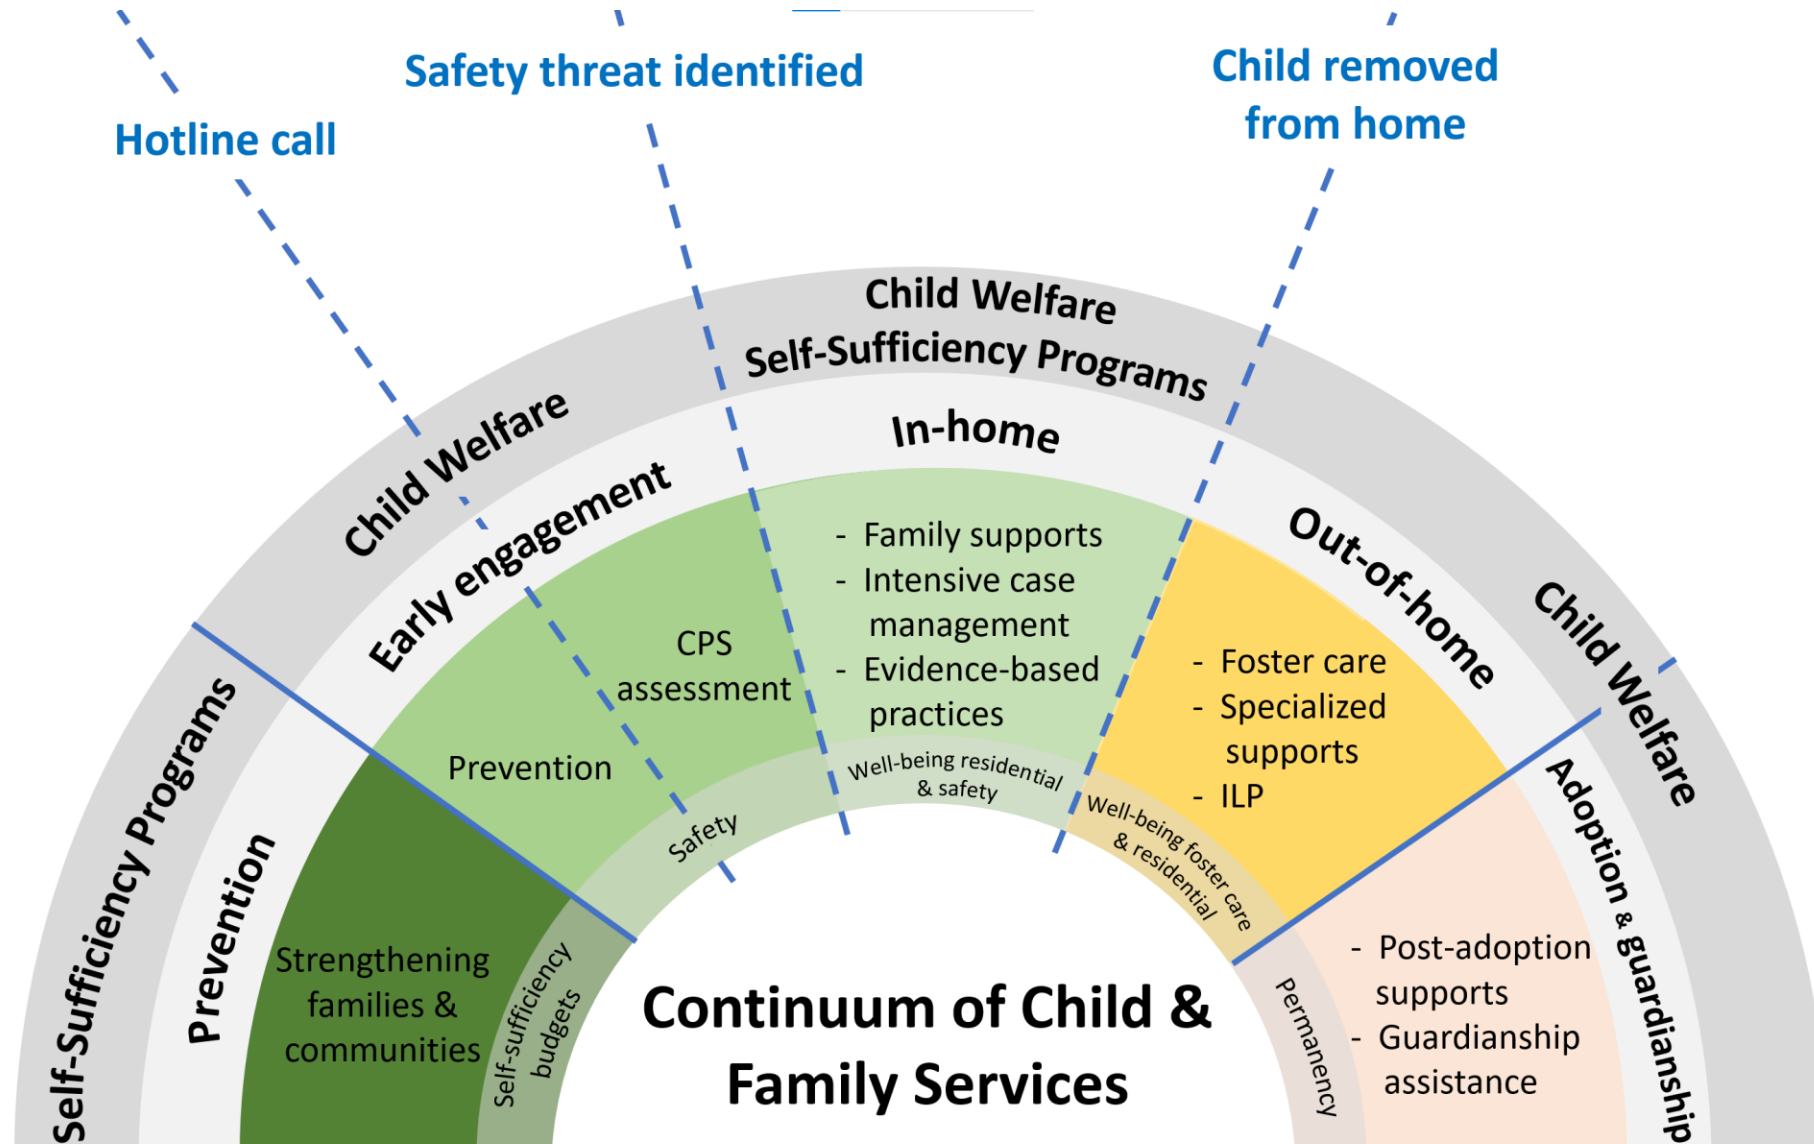 Hotline call
Safety threat identified
Child removed
from home
Self-Sufficiency Programs
Child Welfare
Child Welfare
Self-Sufficiency Programs
Child Welfare
Prevention
Early engagement
In-home
Out-of-home
Adoption & guardianship
Strengthening
families &
communities
Prevention
CPS
assessment
- Family supports
- Intensive case
management
- Evidence-based
practices
- Foster care
- Specialized
supports
- ILP
- Post-adoption
supports
- Guardianship
assistance
Self-sufficiency
budgets
Safety
Well-being residential
& safety
Well-being foster care
& residential
Permanency
Continuum of Child &
Family Services